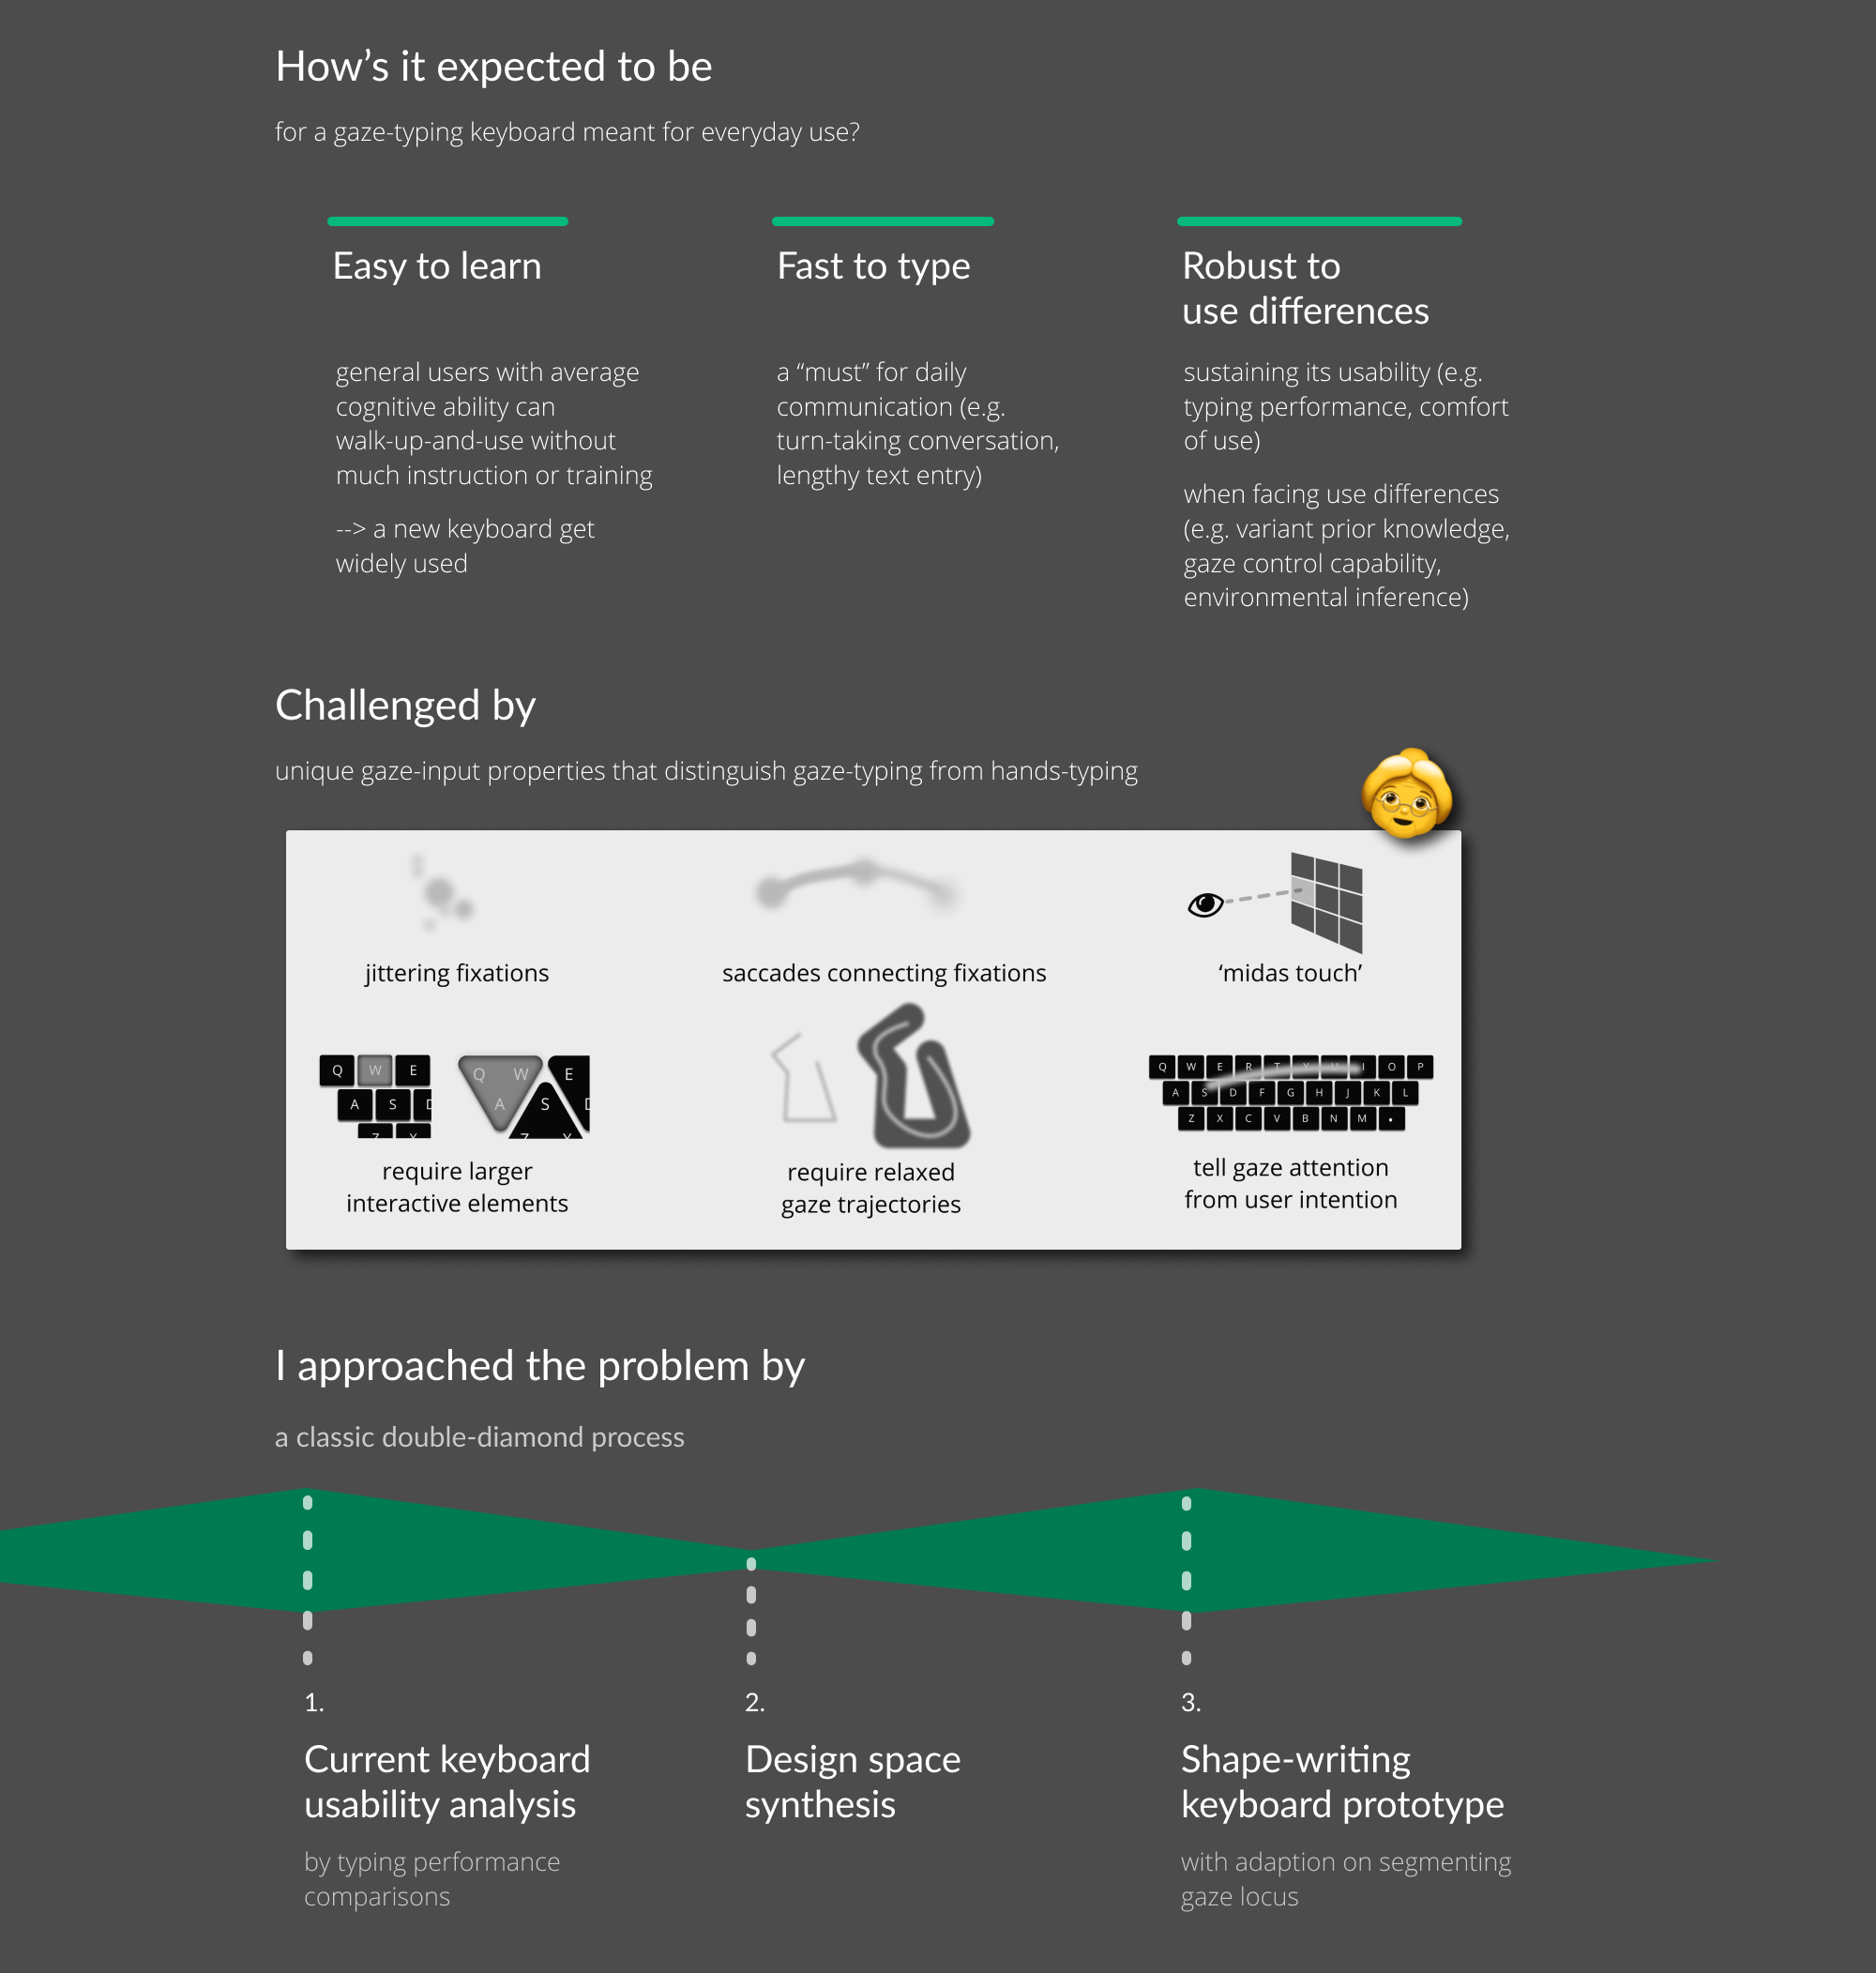 How’s it expected to be
for a gaze-typing keyboard meant for everyday use?
Easy to learn
general users with average
cognitive ability can
walk-up-and-use without
much instruction or training
--> a new keyboard get
widely used
Fast to type
a “must” for daily
communication (e.g.
turn-taking conversation,
lengthy text entry)
Robust to
use differences
sustaining its usability (e.g.
typing performance, comfort
of use)
when facing use differences
(e.g. variant prior knowledge,
gaze control capability,
environmental inference)
Challenged by
unique gaze-input properties that distinguish gaze-typing from hands-typing
jittering fixations
saccades connecting fixations
‘midas touch’
Q W E
A S D
Z X
Q W E
A S D
Z X
Q W E R T Y U I O P
A S D F G H J K L
Z X C V B N M .
require larger
interactive elements
require relaxed
gaze trajectories
tell gaze attention
from user intention
I approached the problem by
a classic double-diamond process
1.
Current keyboard
usability analysis
by typing performance
comparisons
2.
Design space
synthesis
3.
Shape-writing
keyboard prototype
with adaption on segmenting
gaze locus